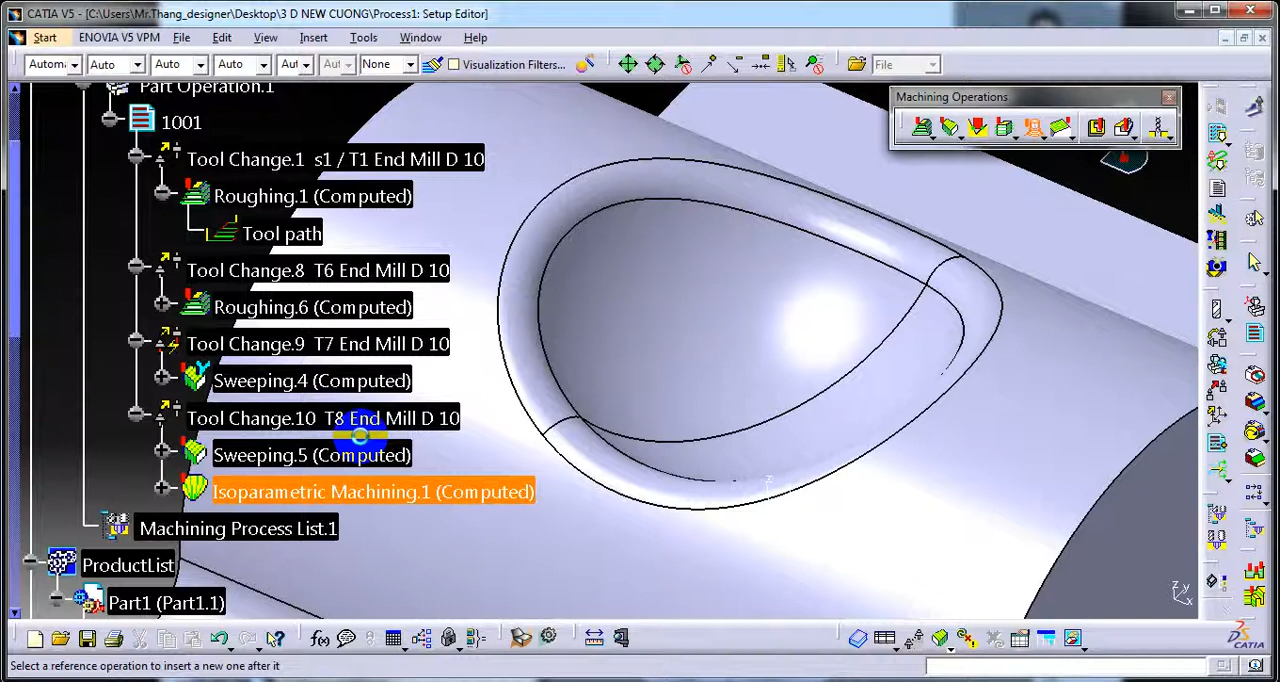 CATIA V5 - [C:\Users\Mr.Thang_designer\Desktop\3 D NEW CUONG\Process1: Setup Editor]
Start ENOVIA V5 VPM File Edit View Insert Tools Window Help
Automa Auto Auto Auto Aut Aut None Visualization Filters... File
Machining Operations
Part Operation.1
1001
Tool Change.1 s1 / T1 End Mill D 10
Roughing.1 (Computed)
Tool path
Tool Change.8 T6 End Mill D 10
Roughing.6 (Computed)
Tool Change.9 T7 End Mill D 10
Sweeping.4 (Computed)
Tool Change.10 T8 End Mill D 10
Sweeping.5 (Computed)
Isoparametric Machining.1 (Computed)
Machining Process List.1
ProductList
Part1 (Part1.1)
z
z y
x
f(x)
CATIA
Select a reference operation to insert a new one after it